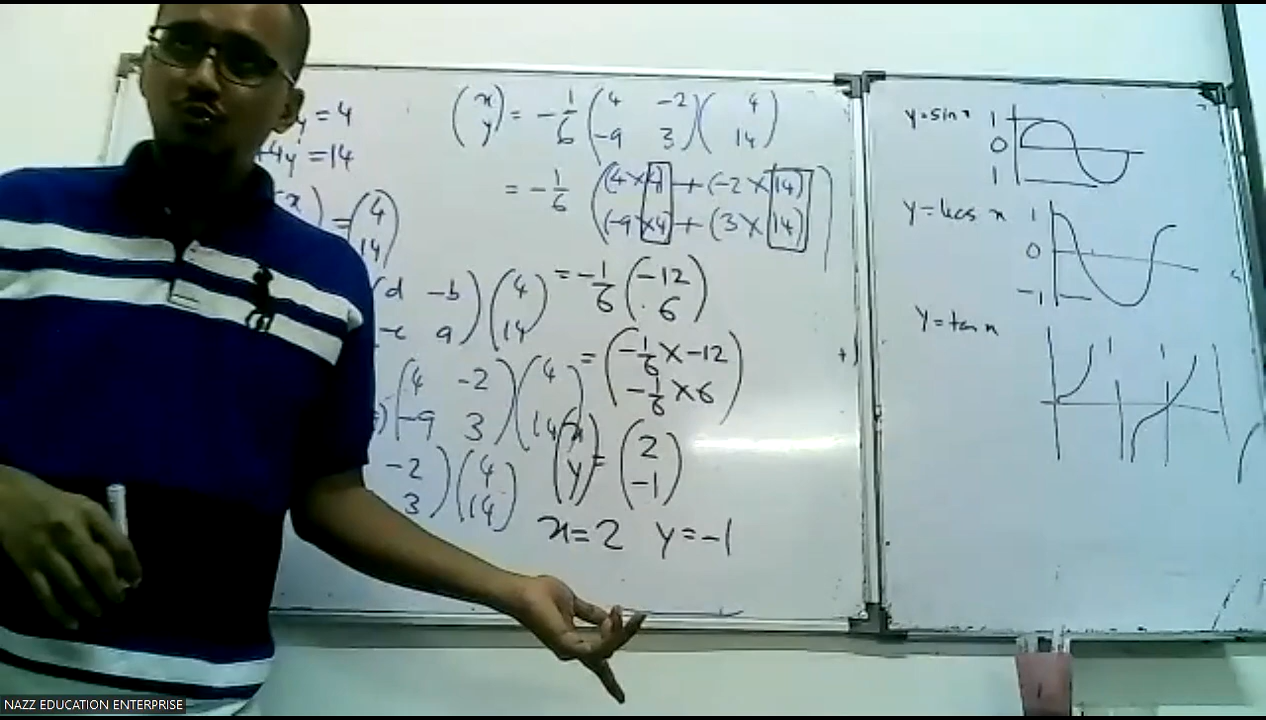 y = 4
+4y = 14
x) = (4
14)
(d -b) (4
-c a) (14)
(4 -2) (4
-9 3) (14)
-2) (4
3) (14)
(x
y) = -1/6 (4 -2) (4
-9 3) (14)
= -1/6 ((4×4) + (-2×14)
(-9×4) + (3×14))
= -1/6 (-12
6)
= (-1/6 × -12
-1/6 × 6)
(x
y) = (2
-1)
x=2 y=-1
y=sin x 1
0
1
y=kcos x 1
0
-1
y=tan x
NAZZ EDUCATION ENTERPRISE